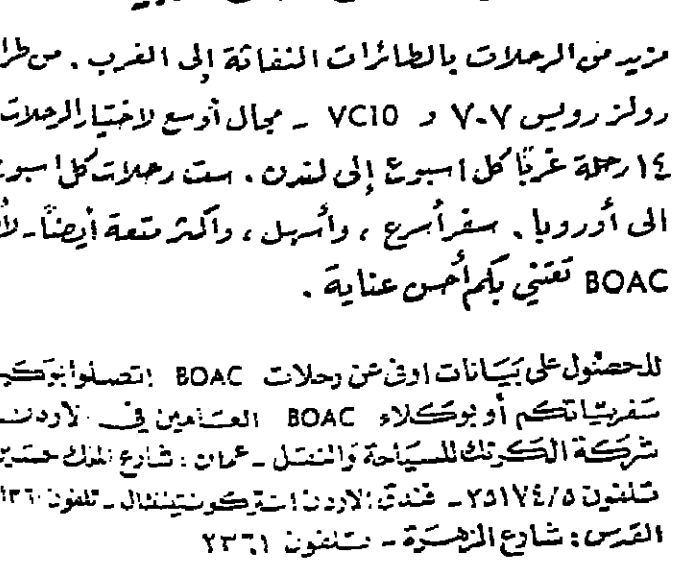 مزيد من الرحلات بالطائرات النفاثة إلى الغرب . من طرا
رولز رويس ٧٠٧ و VC10 - مجال أوسع لاختيار الرحلات
١٤ رحلة غربًا كل اسبوع إلى لندن . ست رحلات كل اسبوع
الى أوروبا . سفر أسرع ، وأسهل ، واكثر متعة أيضًا - لأن
BOAC تعتني بكم أحسن عناية .
للحصول على بيانات اوفى عن رحلات BOAC إتصلوا بوكيـ
سفرياتكم أو بوكلاء BOAC العامين في الاردن
شركة الكرنك للسياحة والنقل - عمان : شارع الملك حسين
تلفون ٢٥١٧٤/٥ - فندق الاردن انتركونتيننتال - تلفون
القدس : شارع الزهرة - تلفون ٢٣٦١